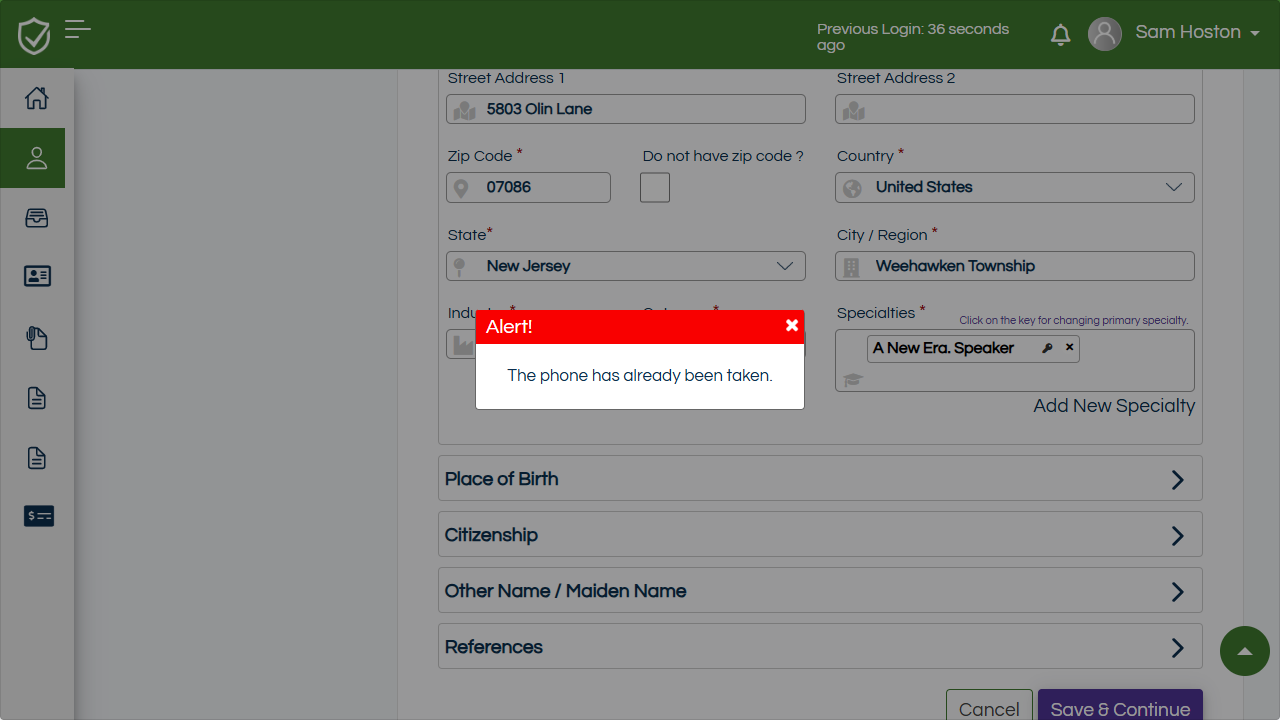 Previous Login: 36 seconds ago
Sam Hoston
Street Address 1
Street Address 2
5803 Olin Lane
Zip Code *
Do not have zip code ?
Country *
07086
United States
State*
City / Region *
New Jersey
Weehawken Township
Specialties *
Click on the key for changing primary specialty.
Alert!
The phone has already been taken.
A New Era. Speaker
Add New Specialty
Place of Birth
Citizenship
Other Name / Maiden Name
References
Cancel
Save & Continue